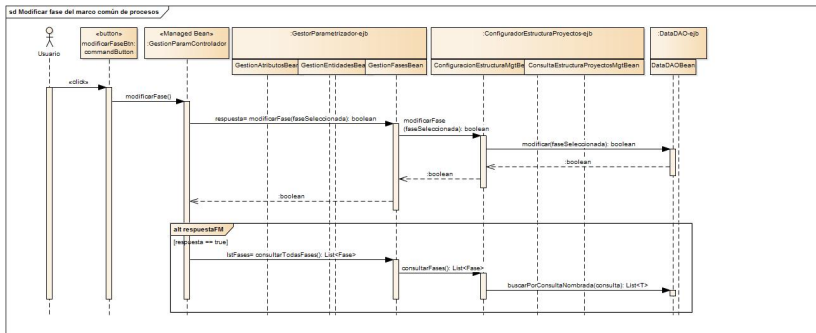 sd Modificar fase del marco común de procesos
Usuario
«button»
modificarFaseBtn:
commandButton
«Managed Bean»
:GestionParamControlador
:GestorParametrizador-ejb
GestionAtributosBean
GestionEntidadesBea
GestionFasesBean
:ConfiguradorEstructuraProyectos-ejb
ConfiguracionEstructuraMgtBean
ConsultaEstructuraProyectosMgtBean
:DataDAO-ejb
DataDAOBean
«click»
modificarFase()
respuesta= modificarFase(faseSeleccionada): boolean
modificarFase
(faseSeleccionada): boolean
modificar(faseSeleccionada): boolean
:boolean
:boolean
:boolean
alt respuestaFM
[respuesta == true]
lstFases= consultarTodasFases(): List<Fase>
consultarFases(): List<Fase>
buscarPorConsultaNombrada(consulta): List<T>